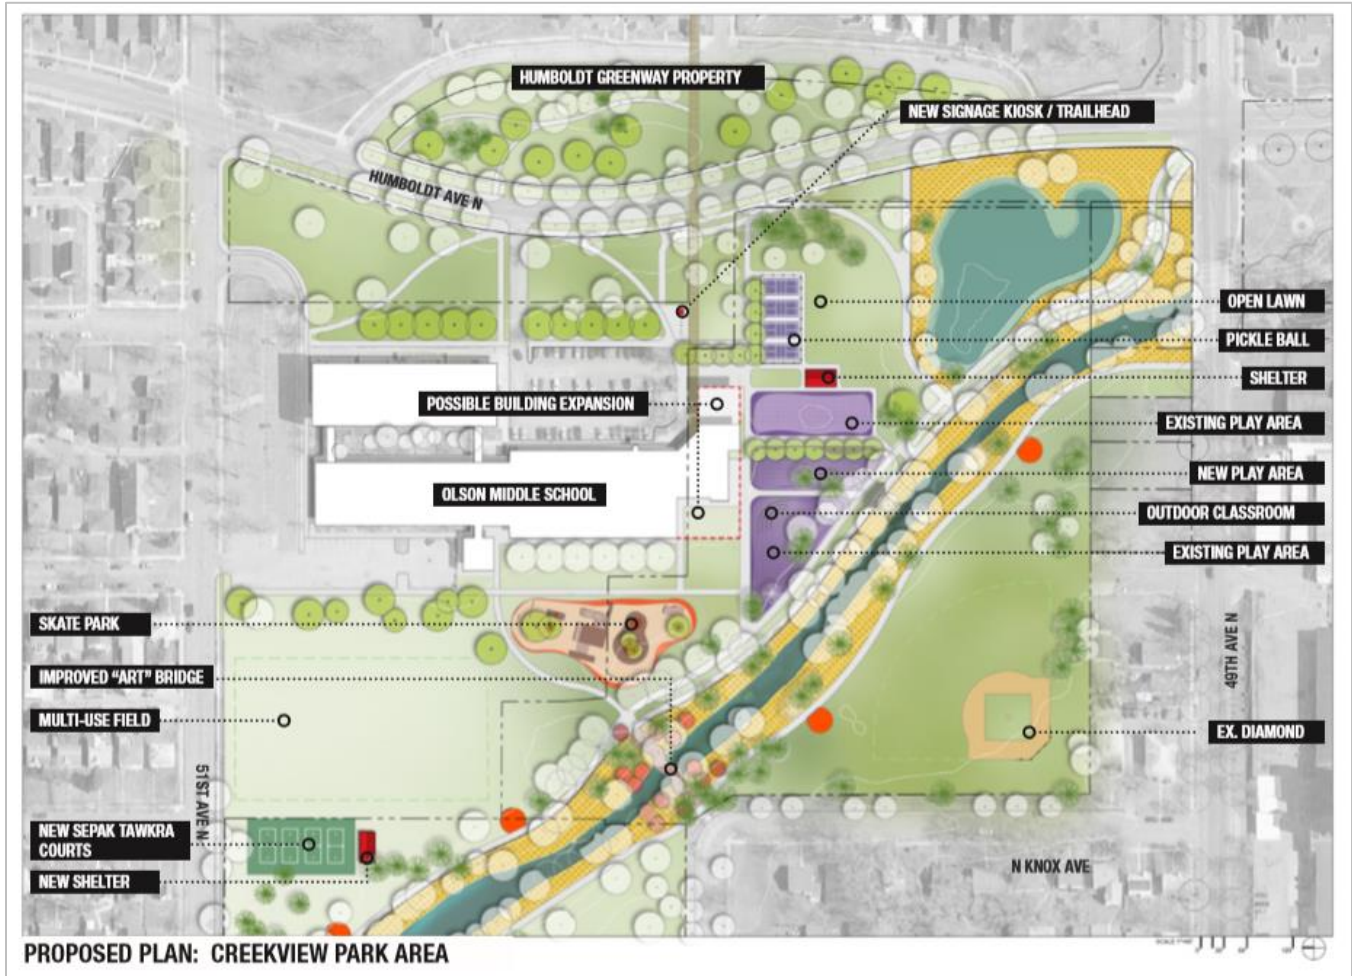 HUMBOLDT GREENWAY PROPERTY
NEW SIGNAGE KIOSK / TRAILHEAD
HUMBOLDT AVE N
OPEN LAWN
PICKLE BALL
SHELTER
POSSIBLE BUILDING EXPANSION
EXISTING PLAY AREA
NEW PLAY AREA
OLSON MIDDLE SCHOOL
OUTDOOR CLASSROOM
EXISTING PLAY AREA
SKATE PARK
49TH AVE N
IMPROVED “ART” BRIDGE
MULTI-USE FIELD
EX. DIAMOND
51ST AVE N
NEW SEPAK TAWKRA
COURTS
N KNOX AVE
NEW SHELTER
PROPOSED PLAN: CREEKVIEW PARK AREA